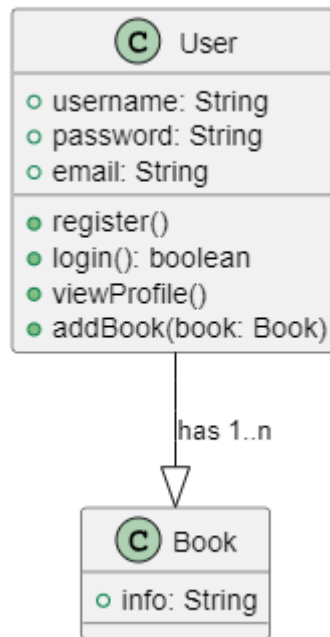 C User
username: String
password: String
email: String
register()
login(): boolean
viewProfile()
addBook(book: Book)
has 1..n
C Book
info: String